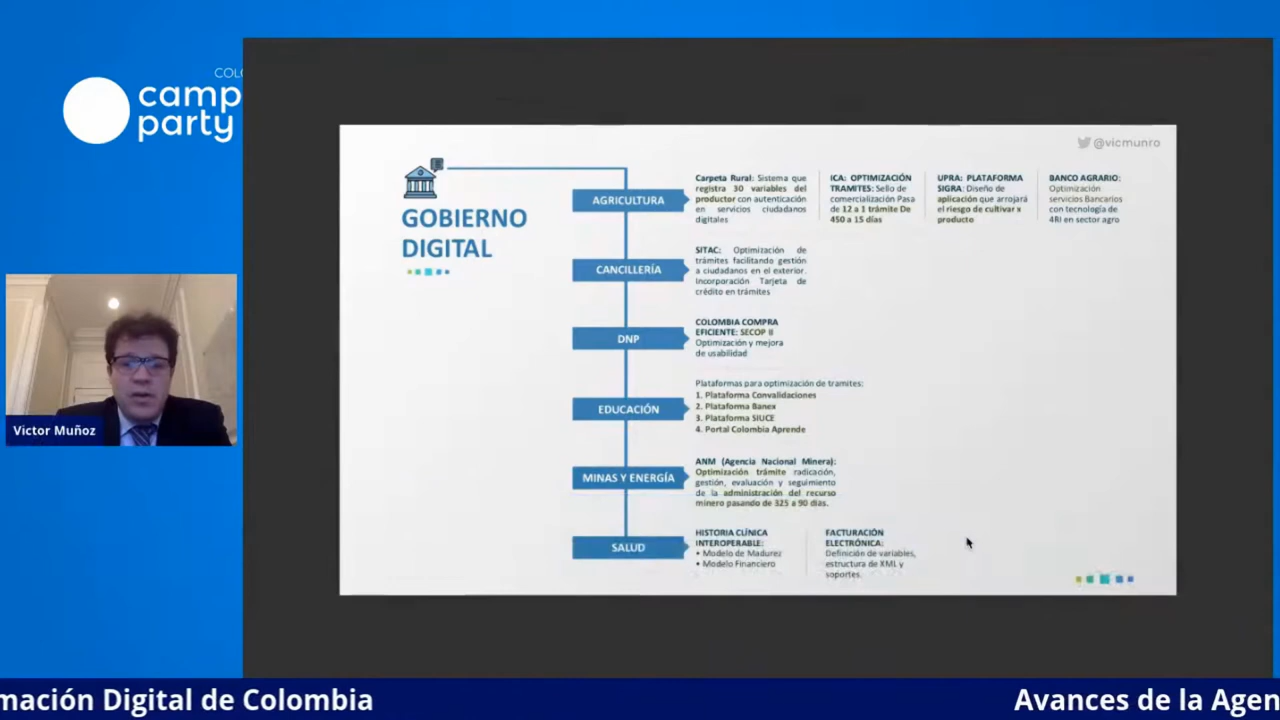 COLO
camp
party
@vicmunro
GOBIERNO
DIGITAL
AGRICULTURA
Carpeta Rural: Sistema que
registra 30 variables del
productor con autenticación
en servicios ciudadanos
digitales
ICA: OPTIMIZACIÓN
TRAMITES: Sello de
comercialización Pasa
de 12 a 1 trámite De
450 a 15 días
UPRA: PLATAFORMA
SIGRA: Diseño de
aplicación que arrojará
el riesgo de cultivar x
producto
BANCO AGRARIO:
Optimización
servicios Bancarios
con tecnología de
4RI en sector agro
CANCILLERÍA
SITAC: Optimización de
trámites facilitando gestión
a ciudadanos en el exterior.
Incorporación Tarjeta de
crédito en trámites
DNP
COLOMBIA COMPRA
EFICIENTE: SECOP II
Optimización y mejora
de usabilidad
EDUCACIÓN
Plataformas para optimización de tramites:
1. Plataforma Convalidaciones
2. Plataforma Banex
3. Plataforma SIUCE
4. Portal Colombia Aprende
MINAS Y ENERGÍA
ANM (Agencia Nacional Minera):
Optimización trámite radicación,
gestión, evaluación y seguimiento
de la administración del recurso
minero pasando de 325 a 90 días.
SALUD
HISTORIA CLÍNICA
INTEROPERABLE:
• Modelo de Madurez
• Modelo Financiero
FACTURACIÓN
ELECTRÓNICA:
Definición de variables,
estructura de XML y
soportes.
Victor Muñoz
mación Digital de Colombia
Avances de la Agen